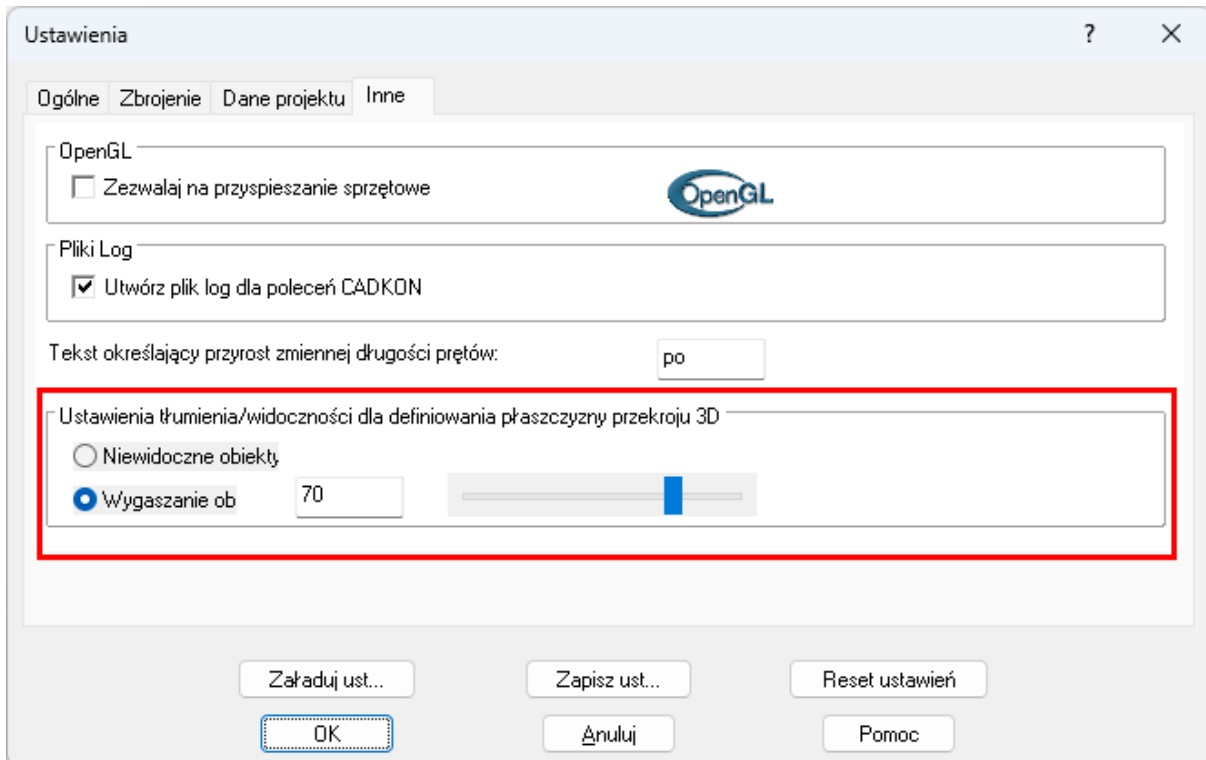 Ustawienia ?
Ogólne Zbrojenie Dane projektu Inne
OpenGL
Zezwalaj na przyspieszanie sprzętowe
OpenGL
Pliki Log
Utwórz plik log dla poleceń CADKON
Tekst określający przyrost zmiennej długości prętów: po
Ustawienia tłumienia/widoczności dla definiowania płaszczyzny przekroju 3D
Niewidoczne obiekty
Wygaszanie ob 70
Załaduj ust... Zapisz ust... Reset ustawień
OK Anuluj Pomoc